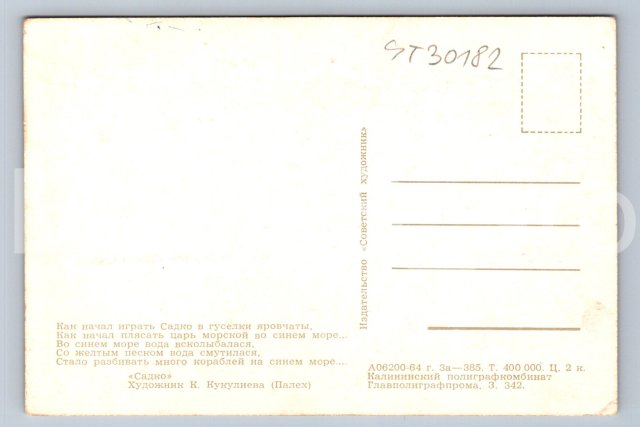 ST30182
Издательство «Советский художник»
Как начал играть Садко в гуселки яровчаты,
Как начал плясать царь морской во синем море...
Во синем море вода всколыбалася,
Со желтым песком вода смутилася,
Стало разбивать много кораблей на синем море....
«Садко»
Художник К. Кукулиева (Палех)
А06200-64 г. За—385. Т. 400 000. Ц. 2 к.
Калининский полиграфкомбинат
Главполиграфпрома, З. 342.